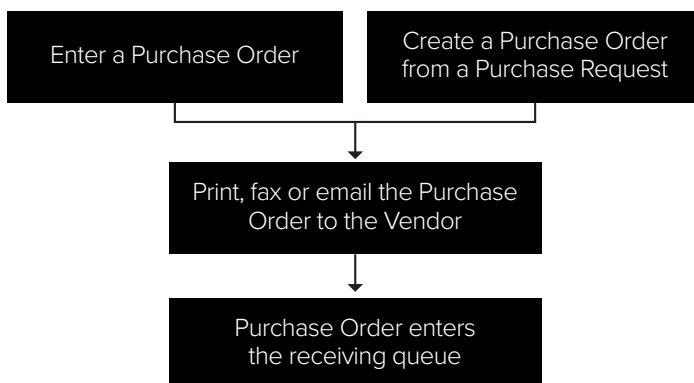 Enter a Purchase Order
Create a Purchase Order
from a Purchase Request
Print, fax or email the Purchase
Order to the Vendor
Purchase Order enters
the receiving queue